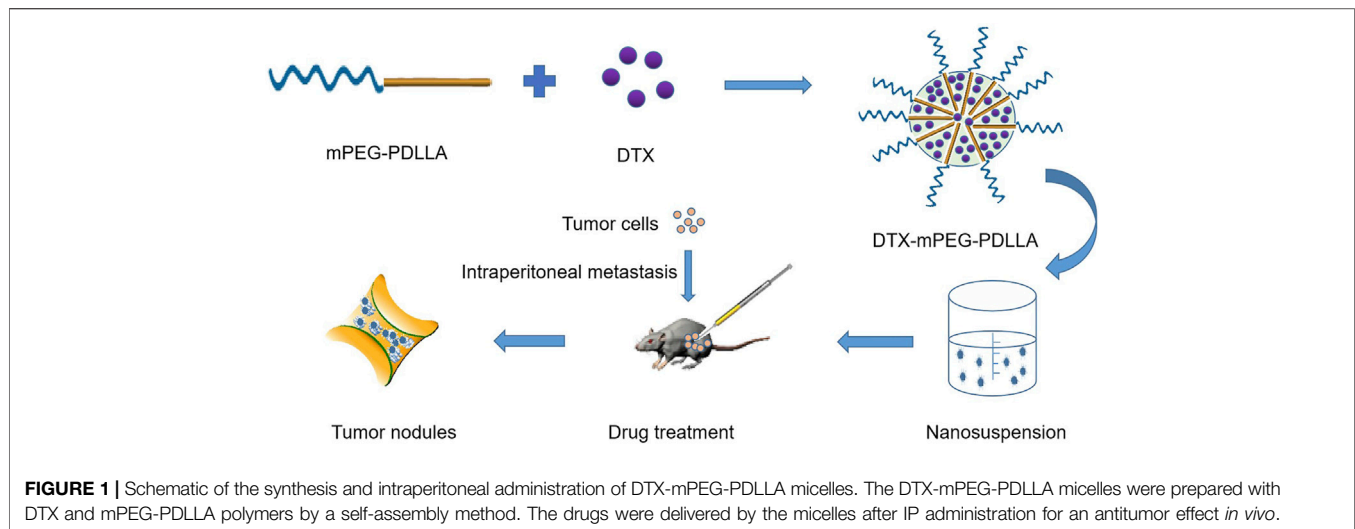 mPEG-PDLLA
DTX
DTX-mPEG-PDLLA
Tumor cells
Intraperitoneal metastasis
Tumor nodules
Drug treatment
Nanosuspension
FIGURE 1 | Schematic of the synthesis and intraperitoneal administration of DTX-mPEG-PDLLA micelles. The DTX-mPEG-PDLLA micelles were prepared with
DTX and mPEG-PDLLA polymers by a self-assembly method. The drugs were delivered by the micelles after IP administration for an antitumor effect in vivo.